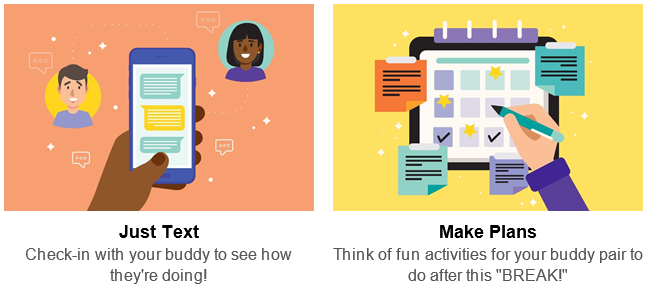 Just Text
Check-in with your buddy to see how
they're doing!
Make Plans
Think of fun activities for your buddy pair to
do after this "BREAK!"